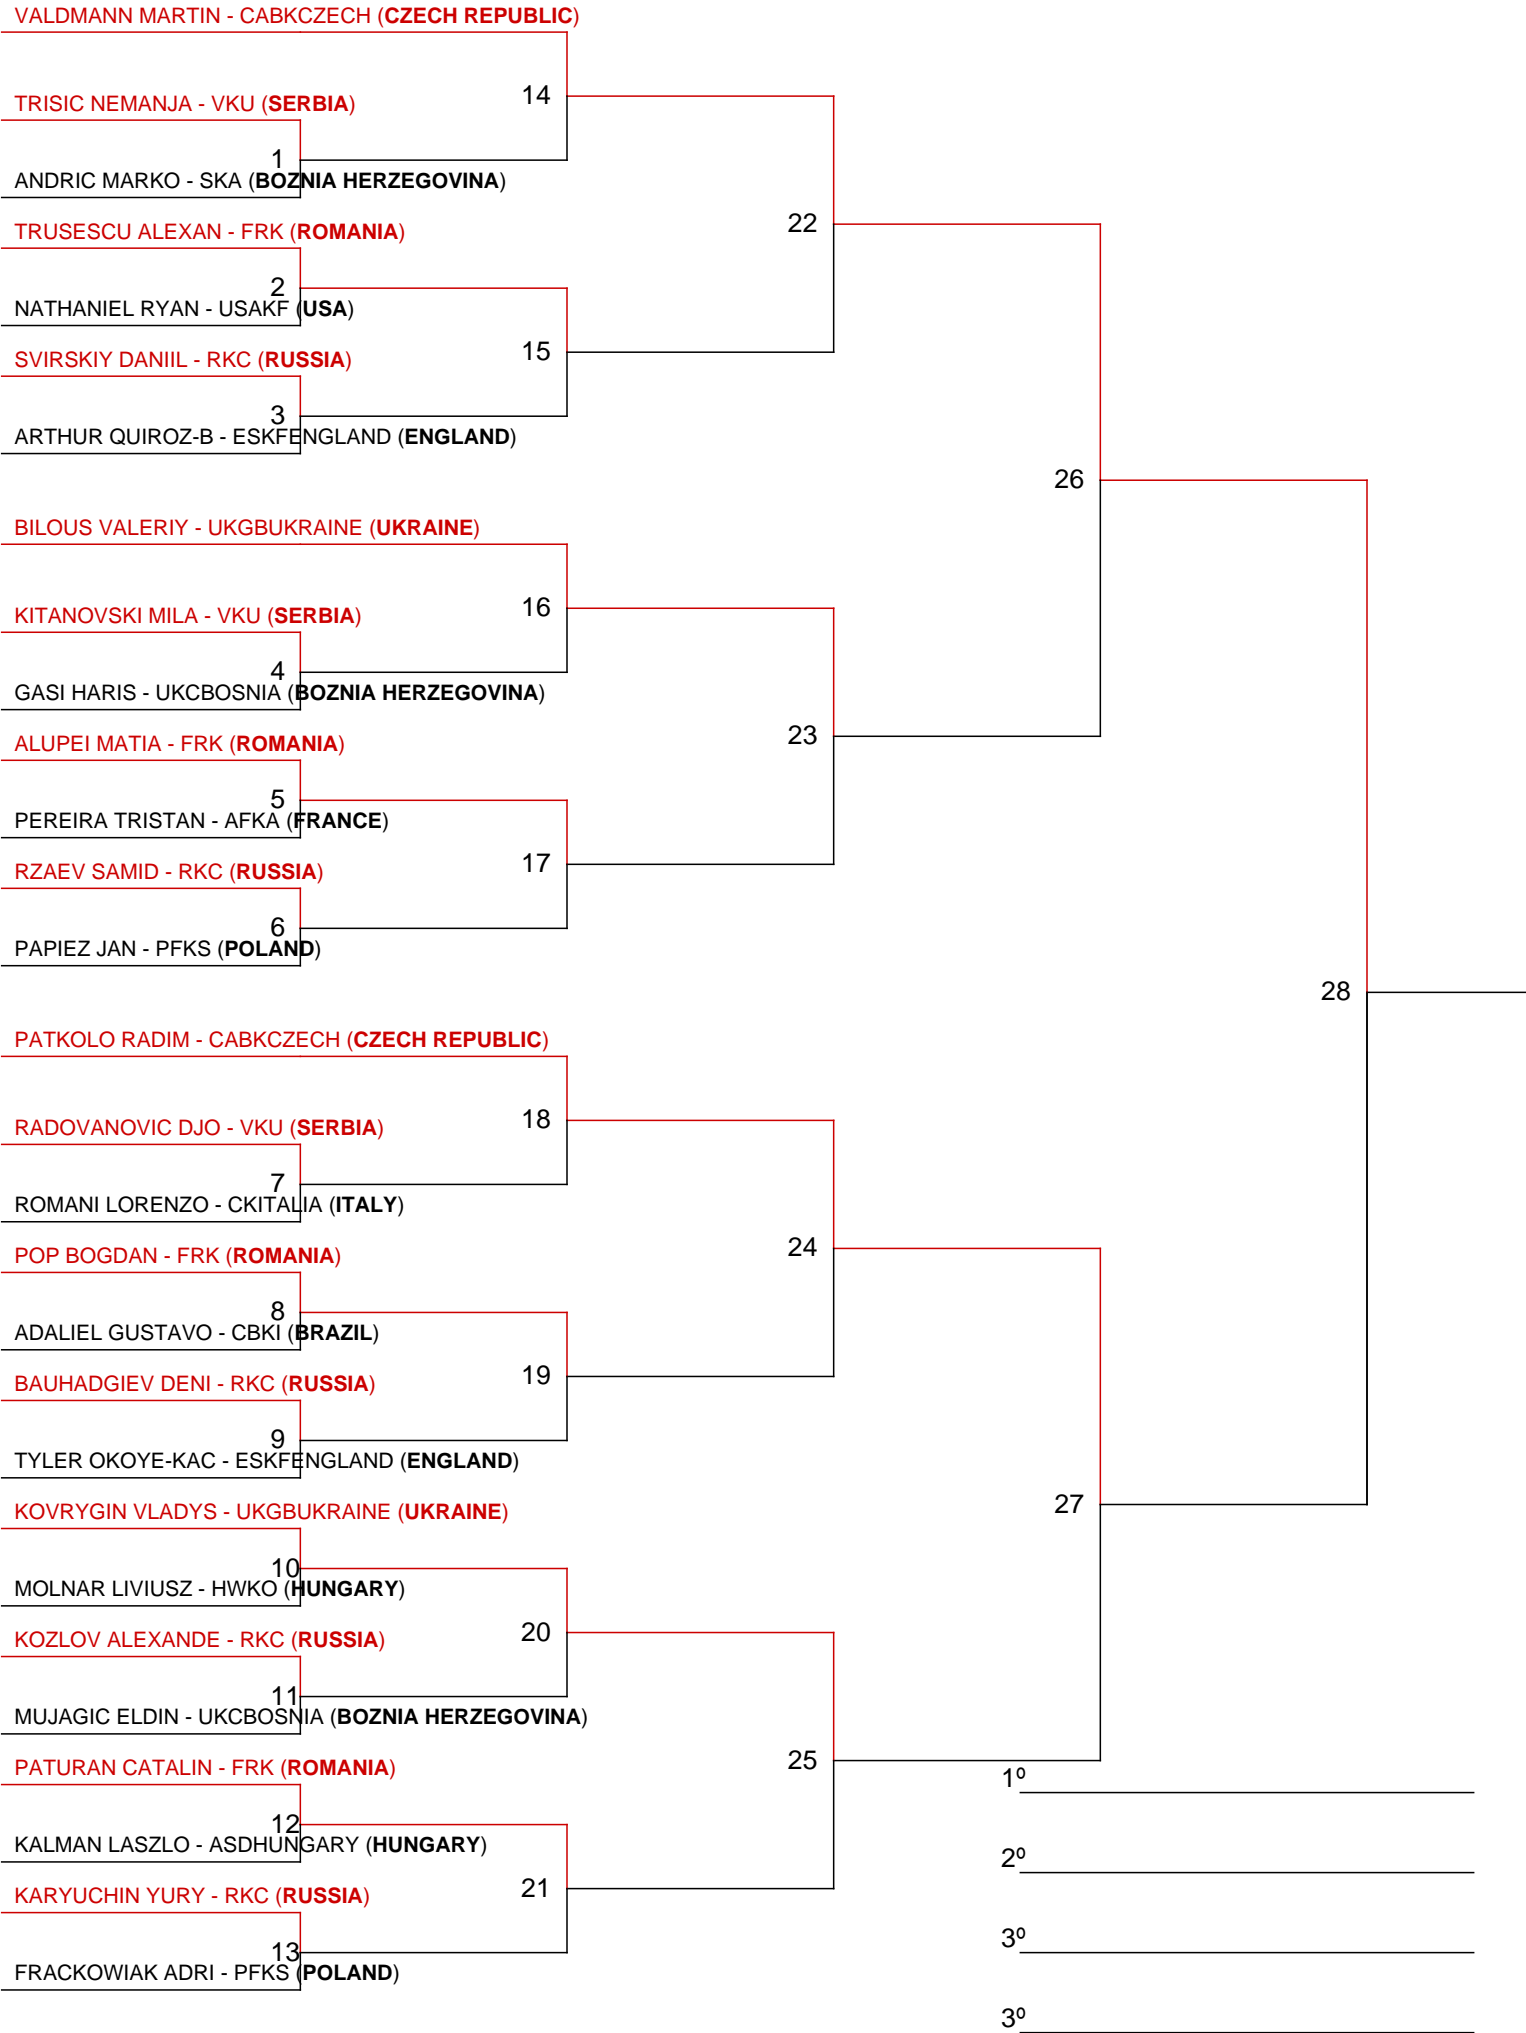 VALDMANN MARTIN - CABKCZECH (CZECH REPUBLIC)
14
TRISIC NEMANJA - VKU (SERBIA)
1
ANDRIC MARKO - SKA (BOZNIA HERZEGOVINA)
22
TRUSESCU ALEXAN - FRK (ROMANIA)
2
NATHANIEL RYAN - USAKF (USA)
15
SVIRSKIY DANIIL - RKC (RUSSIA)
3
ARTHUR QUIROZ-B - ESKFENGLAND (ENGLAND)
26
BILOUS VALERIY - UKGBUKRAINE (UKRAINE)
16
KITANOVSKI MILA - VKU (SERBIA)
4
GASI HARIS - UKCBOSNIA (BOZNIA HERZEGOVINA)
23
ALUPEI MATIA - FRK (ROMANIA)
5
PEREIRA TRISTAN - AFKA (FRANCE)
17
RZAEV SAMID - RKC (RUSSIA)
6
PAPIEZ JAN - PFKS (POLAND)
28
PATKOLO RADIM - CABKCZECH (CZECH REPUBLIC)
18
RADOVANOVIC DJO - VKU (SERBIA)
7
ROMANI LORENZO - CKITALIA (ITALY)
24
POP BOGDAN - FRK (ROMANIA)
8
ADALIEL GUSTAVO - CBKI (BRAZIL)
19
BAUHADGIEV DENI - RKC (RUSSIA)
9
TYLER OKOYE-KAC - ESKFENGLAND (ENGLAND)
27
KOVRYGIN VLADYS - UKGBUKRAINE (UKRAINE)
10
MOLNAR LIVIUSZ - HWKO (HUNGARY)
20
KOZLOV ALEXANDE - RKC (RUSSIA)
11
MUJAGIC ELDIN - UKCBOSNIA (BOZNIA HERZEGOVINA)
25
PATURAN CATALIN - FRK (ROMANIA)
12
KALMAN LASZLO - ASDHUNGARY (HUNGARY)
21
KARYUCHIN YURY - RKC (RUSSIA)
13
FRACKOWIAK ADRI - PFKS (POLAND)
1º
2º
3º
3º